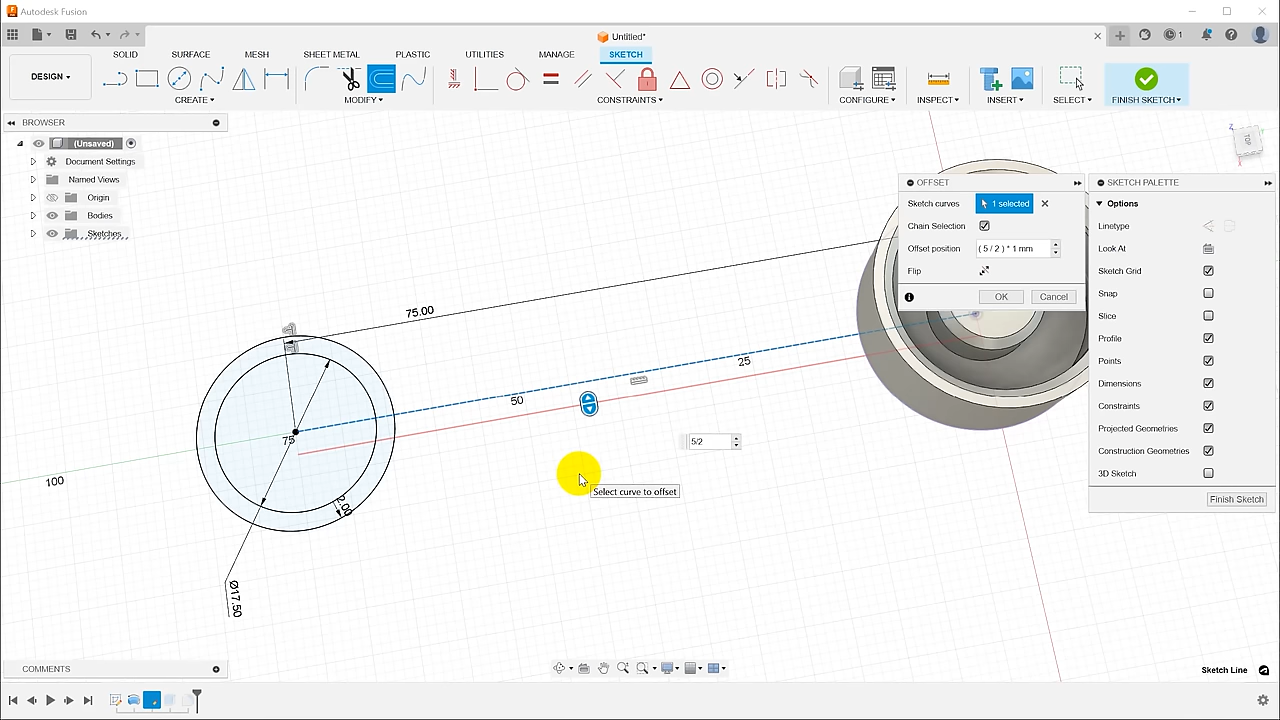 Autodesk Fusion
Untitled*
1
SOLID SURFACE MESH SHEET METAL PLASTIC UTILITIES MANAGE SKETCH
DESIGN
CREATE MODIFY CONSTRAINTS CONFIGURE INSPECT INSERT SELECT FINISH SKETCH
BROWSER
(Unsaved)
Document Settings
Named Views
Origin
Bodies
Sketches
TOP
Z
OFFSET
Sketch curves 1 selected
Chain Selection
Offset position ( 5 / 2 ) * 1 mm
Flip
OK Cancel
SKETCH PALETTE
Options
Linetype
Look At
Sketch Grid
Snap
Slice
Profile
Points
Dimensions
Constraints
Projected Geometries
Construction Geometries
3D Sketch
Finish Sketch
75.00
25
50
75
5/2
100
Select curve to offset
2.00
Ø17.50
COMMENTS
Sketch Line